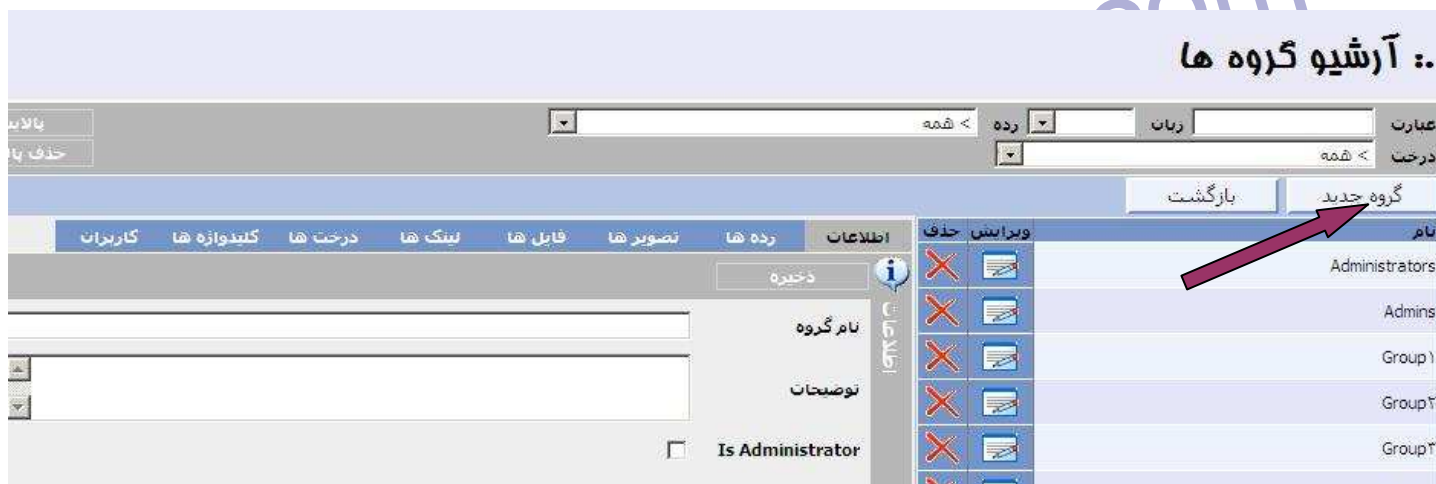 .: آرشیو گروه ها
عبارت زبان رده > همه
درخت > همه
حذف
گروه جدید بازگشت
نام ویرایش حذف
Administrators
Admins
Group۱
Group۲
Group۳
اطلاعات رده ها تصویر ها فایل ها لینک ها درخت ها کلیدواژه ها کاربران
ذخیره
اطلاعات
نام گروه
توضیحات
Is Administrator